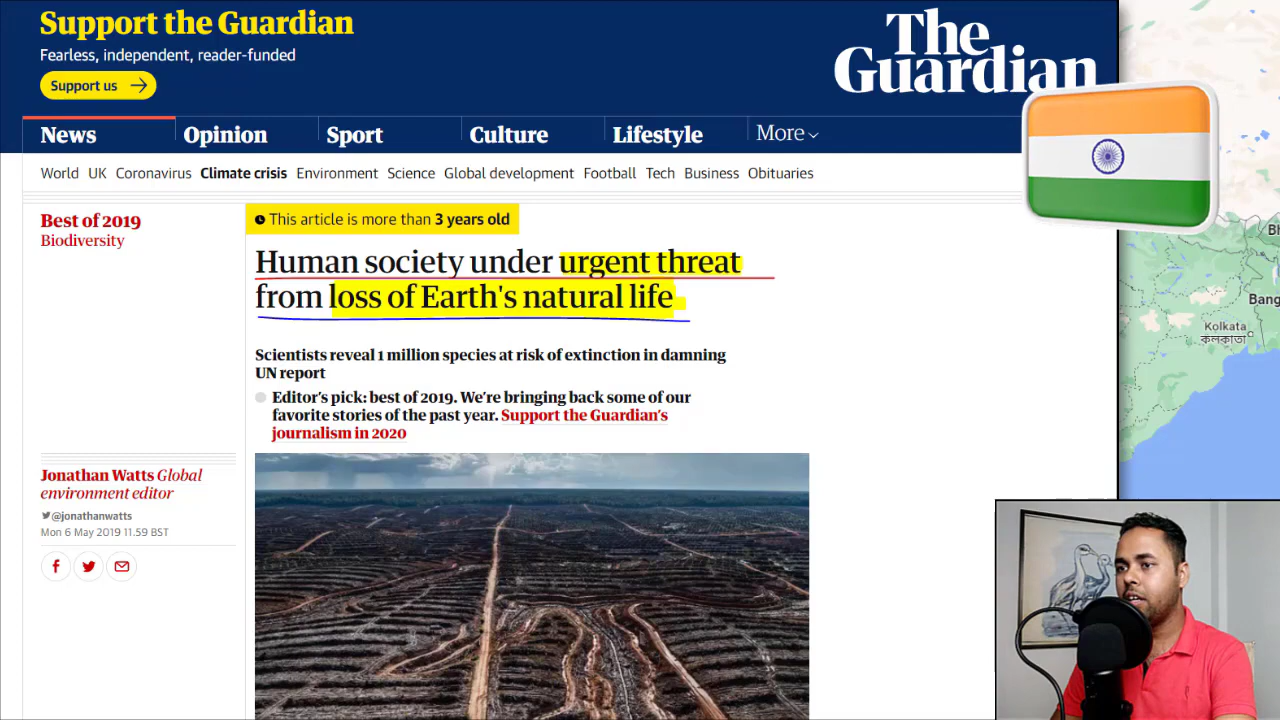 Support the Guardian
Fearless, independent, reader-funded
Support us
The
Guardian
News Opinion Sport Culture Lifestyle More
World UK Coronavirus Climate crisis Environment Science Global development Football Tech Business Obituaries
Best of 2019
Biodiversity
This article is more than 3 years old
Human society under urgent threat
from loss of Earth's natural life
Scientists reveal 1 million species at risk of extinction in damning
UN report
Editor's pick: best of 2019. We're bringing back some of our
favorite stories of the past year. Support the Guardian's
journalism in 2020
Jonathan Watts Global
environment editor
@jonathanwatts
Mon 6 May 2019 11.59 BST
Bh
Bang
Kolkata
কলকাতা